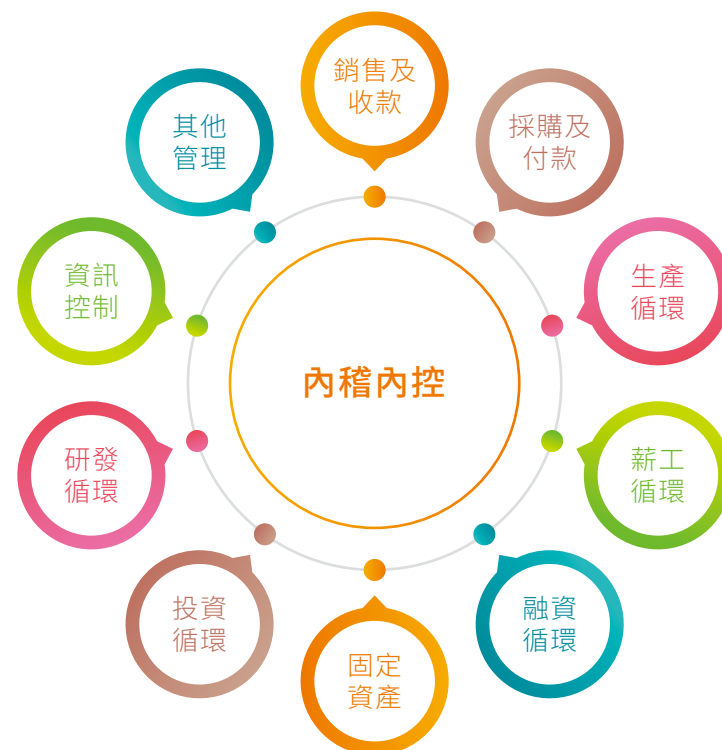 銷售及
收款
採購及
付款
生產
循環
薪工
循環
融資
循環
固定
資產
投資
循環
研發
循環
資訊
控制
其他
管理
內稽內控